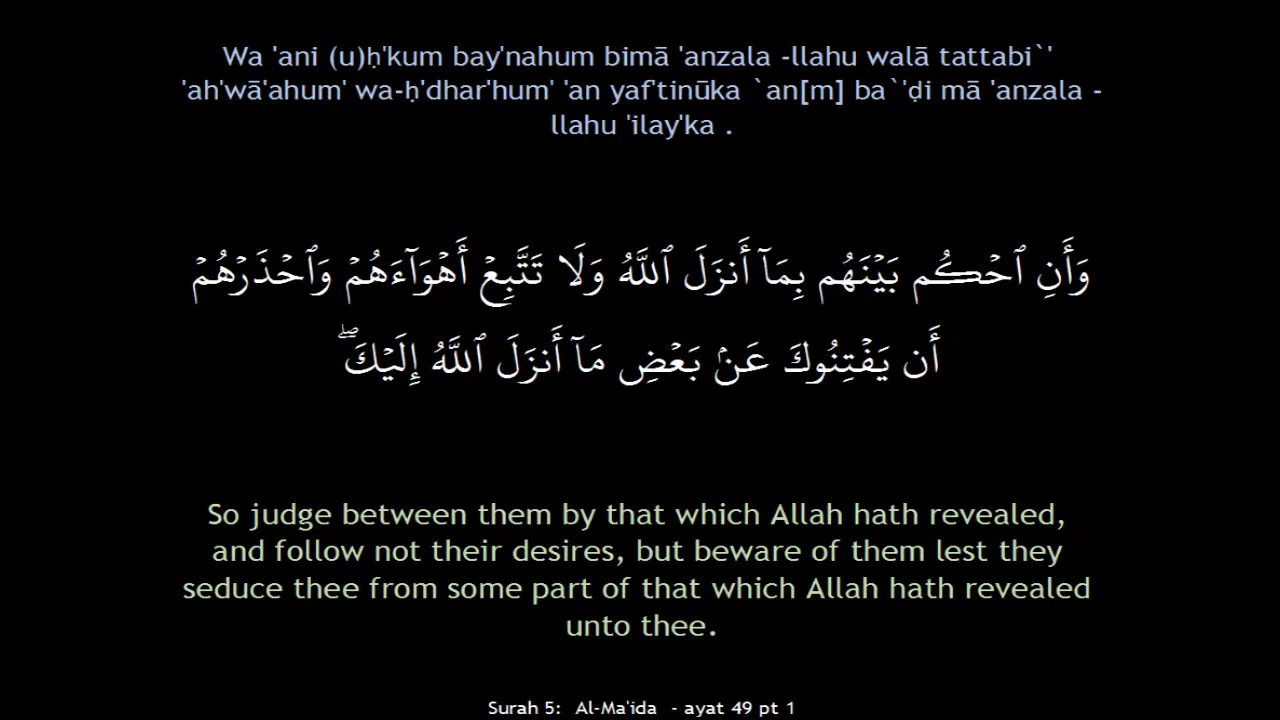 Wa 'ani (u)ḥ'kum bay'nahum bimā 'anzala -llahu walā tattabi`'
'ah'wā'ahum' wa-ḥ'dhar'hum' 'an yaf'tinūka `an[m] ba`'ḍi mā 'anzala -
llahu 'ilay'ka .
وَأَنِ ٱحۡكُم بَيۡنَهُم بِمَآ أَنزَلَ ٱللَّهُ وَلَا تَتَّبِعۡ أَهۡوَآءَهُمۡ وَٱحۡذَرۡهُمۡ
أَن يَفۡتِنُوكَ عَنۢ بَعۡضِ مَآ أَنزَلَ ٱللَّهُ إِلَيۡكَۖ
So judge between them by that which Allah hath revealed,
and follow not their desires, but beware of them lest they
seduce thee from some part of that which Allah hath revealed
unto thee.
Surah 5: Al-Ma'ida - ayat 49 pt 1